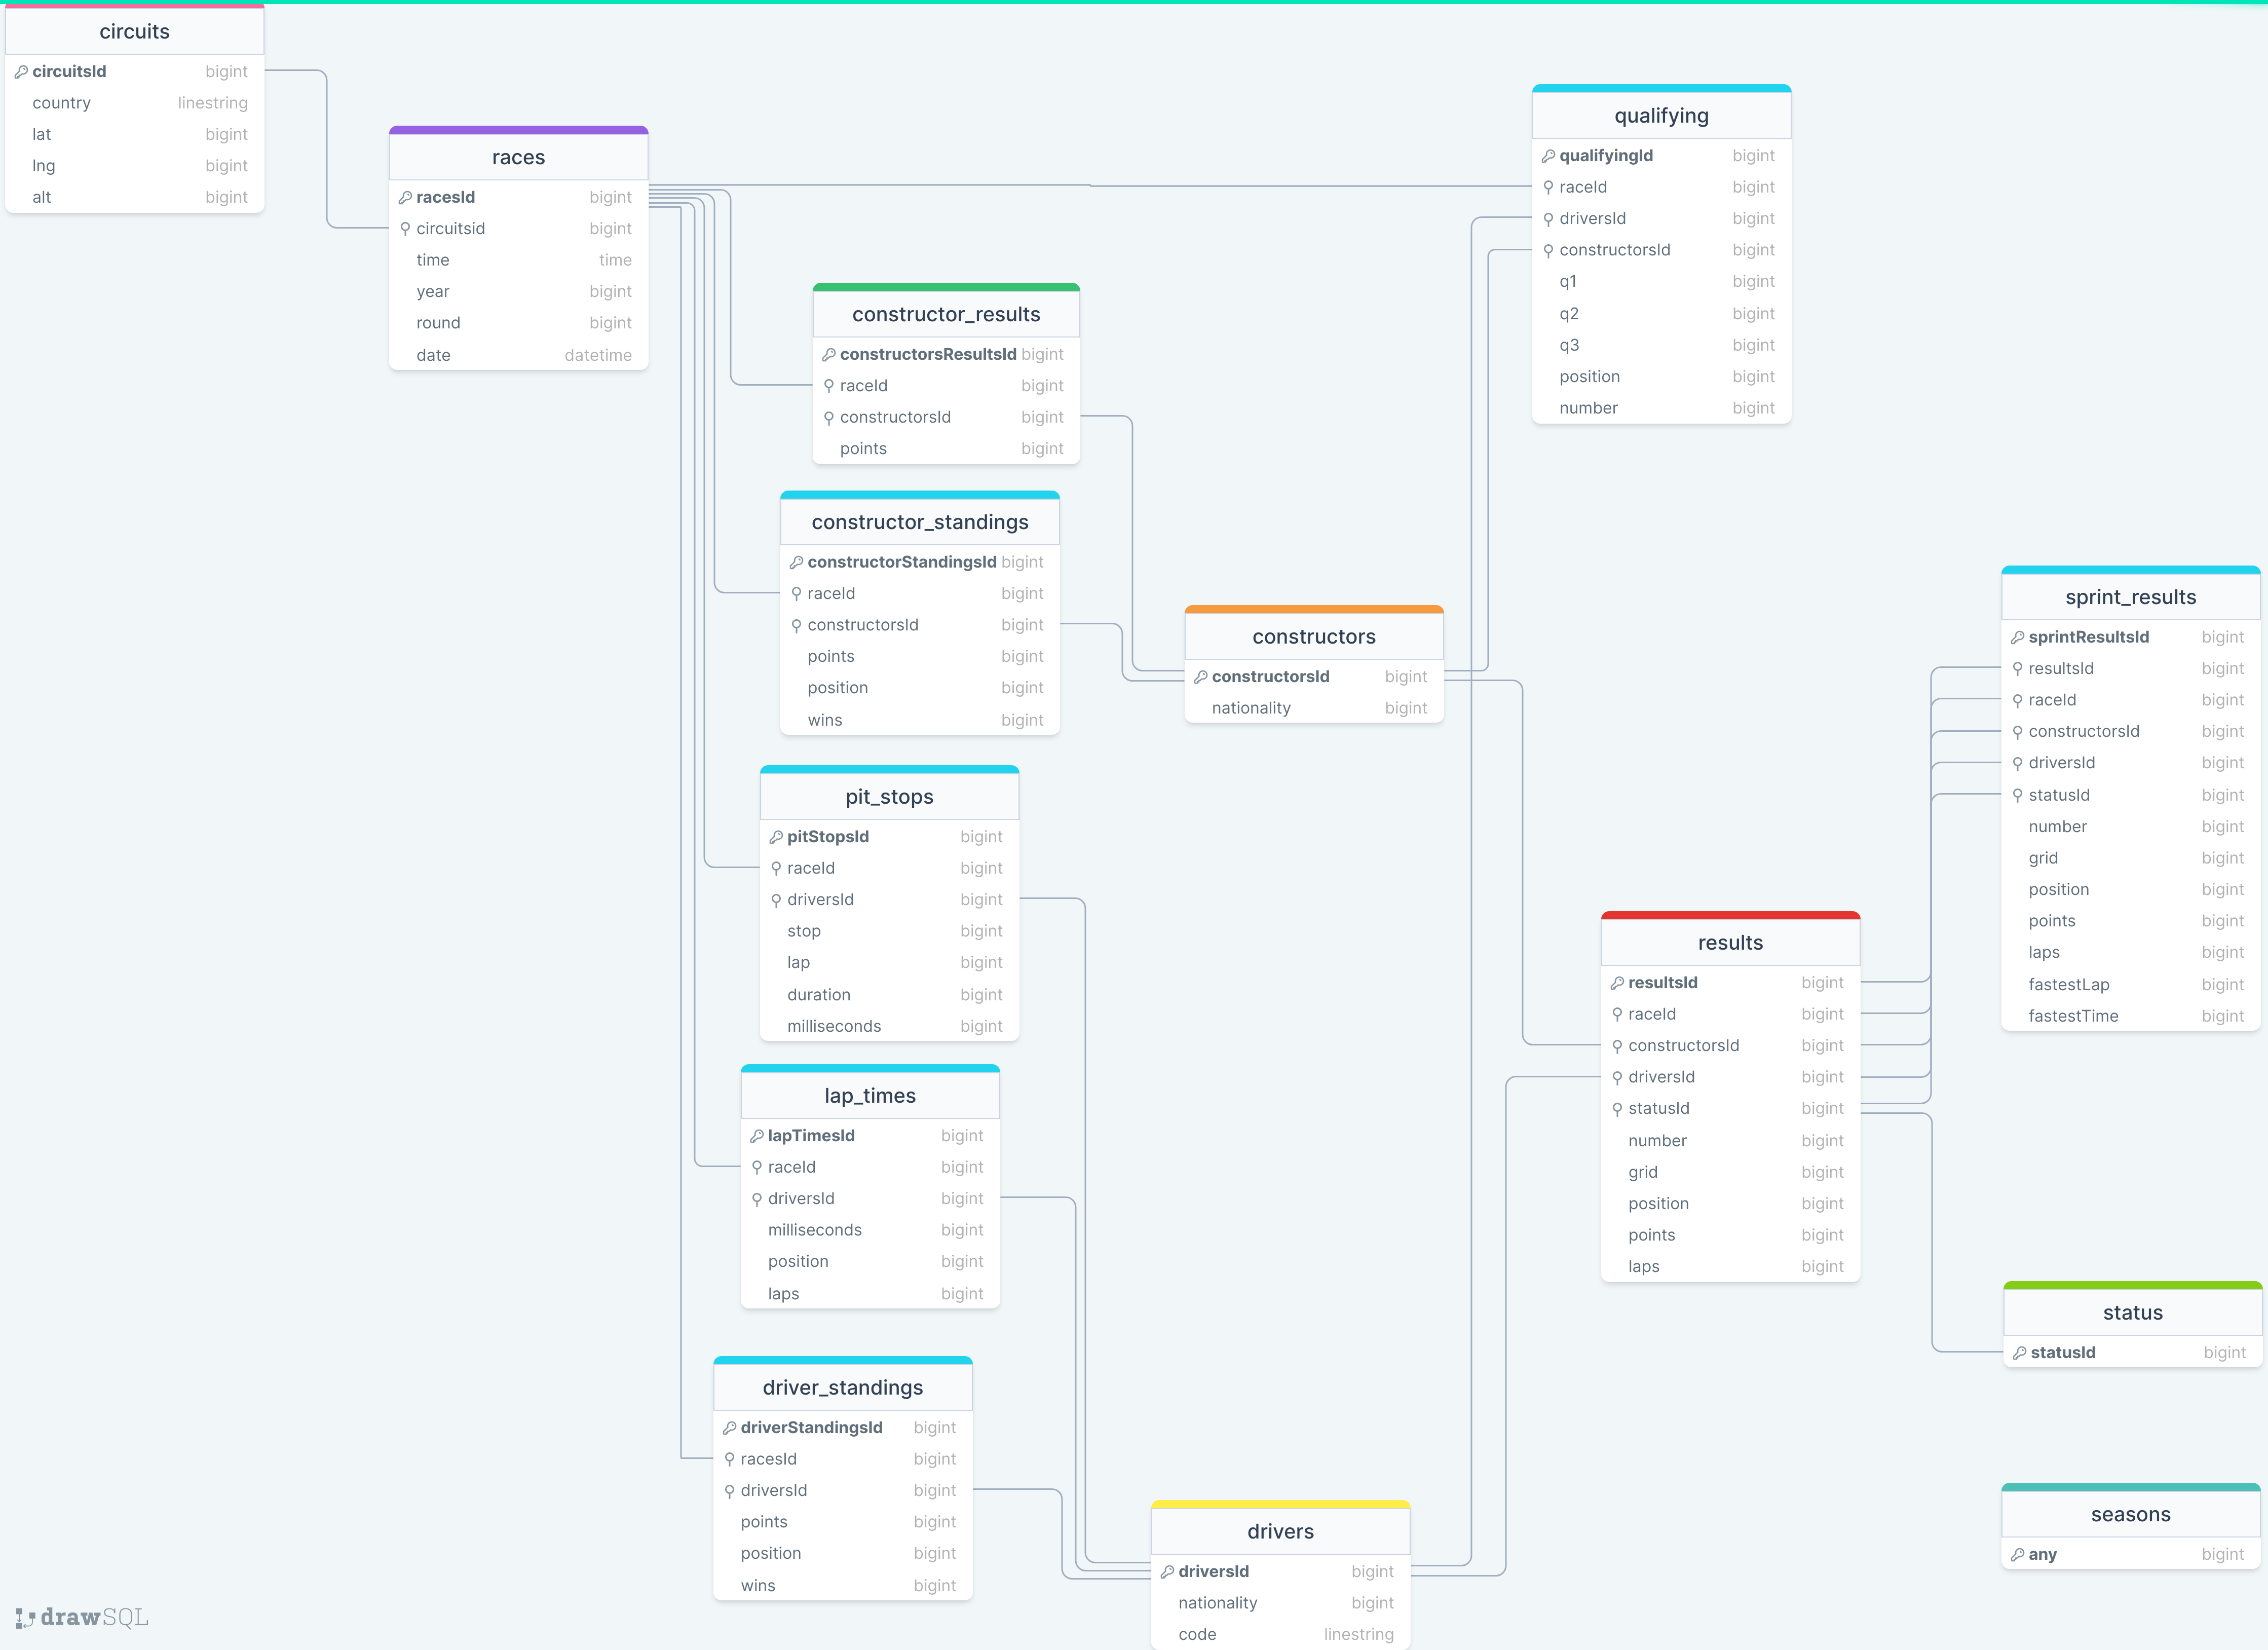 circuits
circuitsId bigint
country linestring
lat bigint
lng bigint
alt bigint
races
racesId bigint
circuitsid bigint
time time
year bigint
round bigint
date datetime
constructor_results
constructorsResultsId bigint
raceId bigint
constructorsId bigint
points bigint
constructor_standings
constructorStandingsId bigint
raceId bigint
constructorsId bigint
points bigint
position bigint
wins bigint
pit_stops
pitStopsId bigint
raceId bigint
driversId bigint
stop bigint
lap bigint
duration bigint
milliseconds bigint
lap_times
lapTimesId bigint
raceId bigint
driversId bigint
milliseconds bigint
position bigint
laps bigint
driver_standings
driverStandingsId bigint
racesId bigint
driversId bigint
points bigint
position bigint
wins bigint
constructors
constructorsId bigint
nationality bigint
drivers
driversId bigint
nationality bigint
code linestring
qualifying
qualifyingId bigint
raceId bigint
driversId bigint
constructorsId bigint
q1 bigint
q2 bigint
q3 bigint
position bigint
number bigint
results
resultsId bigint
raceId bigint
constructorsId bigint
driversId bigint
statusId bigint
number bigint
grid bigint
position bigint
points bigint
laps bigint
sprint_results
sprintResultsId bigint
resultsId bigint
raceId bigint
constructorsId bigint
driversId bigint
statusId bigint
number bigint
grid bigint
position bigint
points bigint
laps bigint
fastestLap bigint
fastestTime bigint
status
statusId bigint
seasons
any bigint
drawSQL